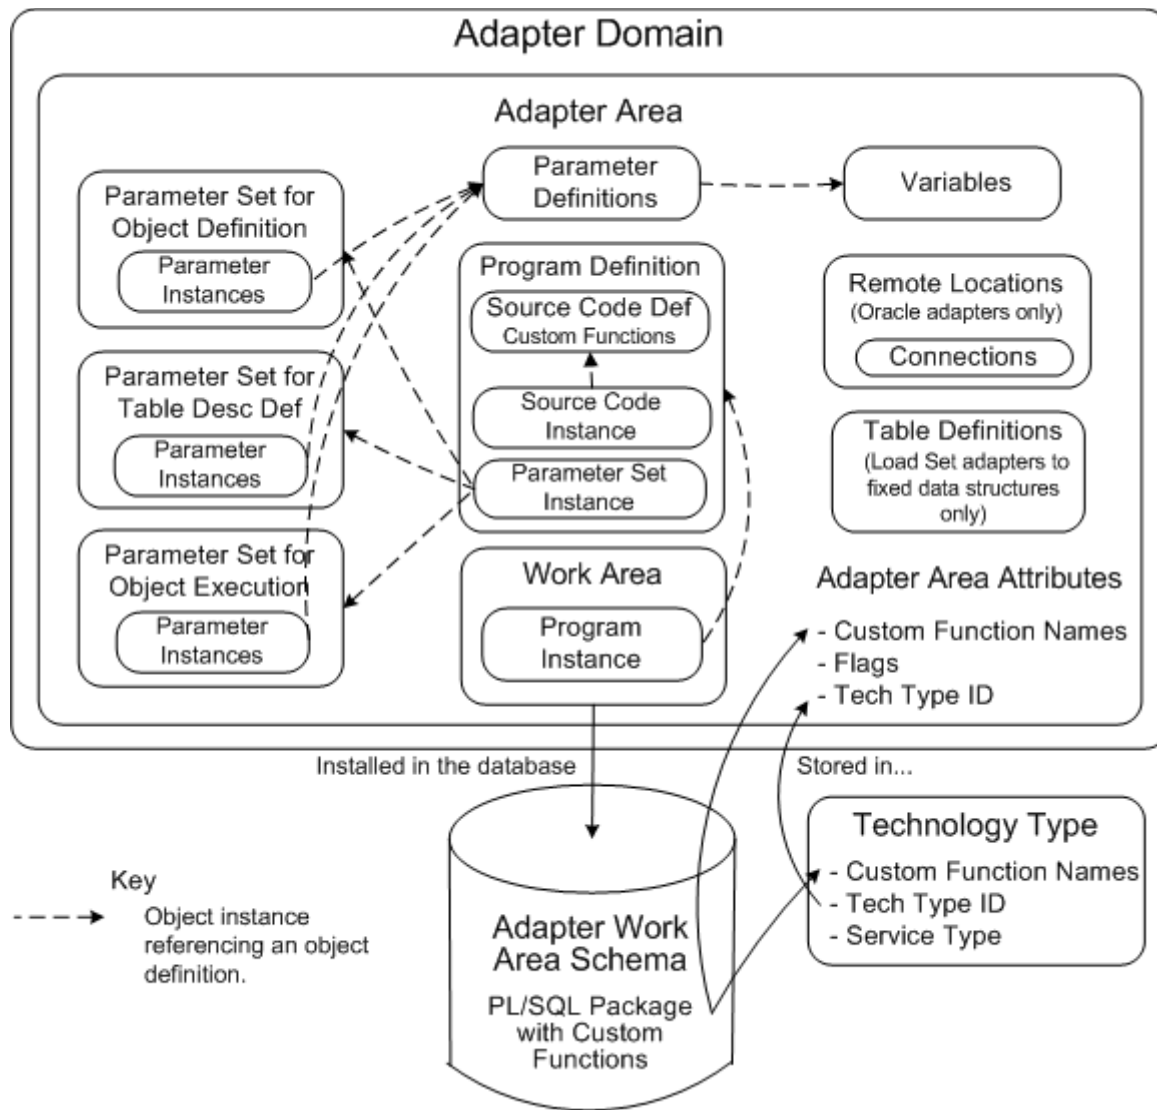 Adapter Domain
Adapter Area
Parameter Set for
Object Definition
Parameter
Instances
Parameter Set for
Table Desc Def
Parameter
Instances
Parameter Set for
Object Execution
Parameter
Instances
Parameter
Definitions
Program Definition
Source Code Def
Custom Functions
Source Code
Instance
Parameter Set
Instance
Work Area
Program
Instance
Variables
Remote Locations
(Oracle adapters only)
Connections
Table Definitions
(Load Set adapters to
fixed data structures
only)
Adapter Area Attributes
- Custom Function Names
- Flags
- Tech Type ID
Installed in the database
Stored in...
Technology Type
- Custom Function Names
- Tech Type ID
- Service Type
Key
Object instance
referencing an object
definition.
Adapter Work
Area Schema
PL/SQL Package
with Custom
Functions